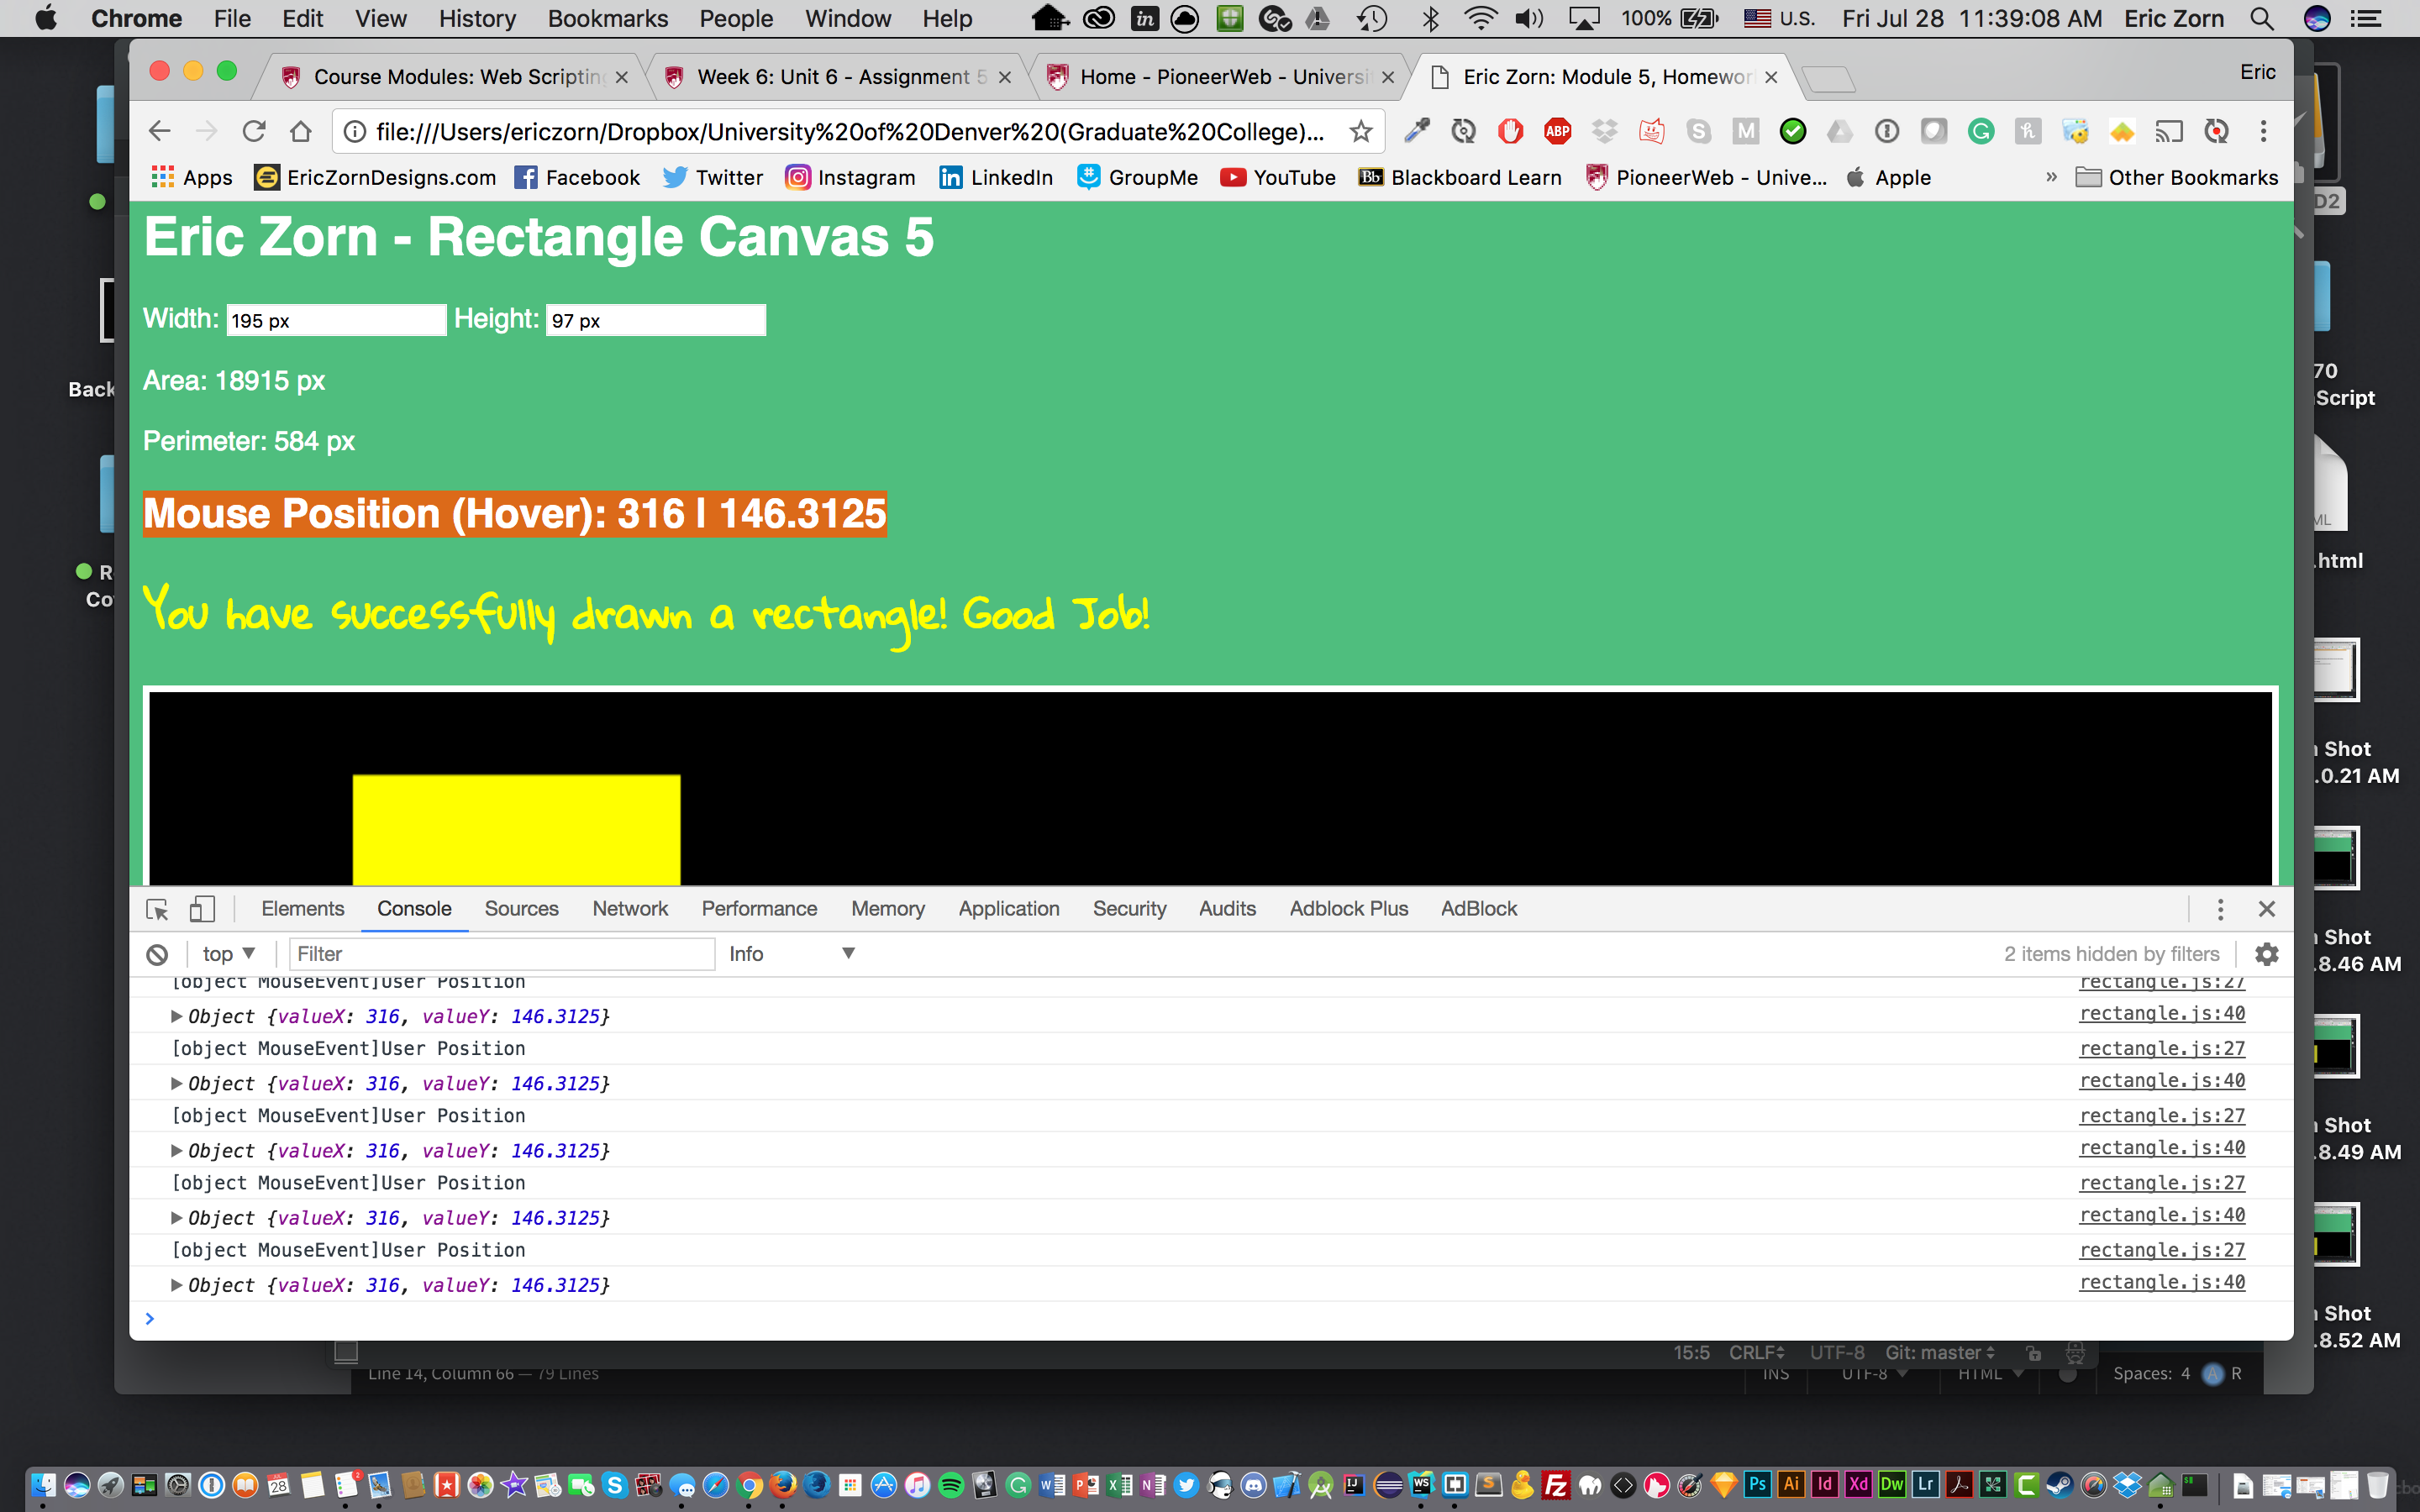 Chrome File Edit View History Bookmarks People Window Help 100% U.S. Fri Jul 28 11:39:08 AM Eric Zorn
Course Modules: Web Scripting Week 6: Unit 6 - Assignment 5 Home - PioneerWeb - Universi Eric Zorn: Module 5, Homewor Eric
file:///Users/ericzorn/Dropbox/University%20of%20Denver%20(Graduate%20College)... ABP
Apps EricZornDesigns.com Facebook Twitter Instagram LinkedIn GroupMe YouTube Bb Blackboard Learn PioneerWeb - Unive... Apple » Other Bookmarks
D2
Eric Zorn - Rectangle Canvas 5
Width: 195 px Height: 97 px
Area: 18915 px
Perimeter: 584 px
Mouse Position (Hover): 316 | 146.3125
You have successfully drawn a rectangle! Good Job!
Back
R
Co
70
Script
ML
.html
Shot
.0.21 AM
Shot
.8.46 AM
Shot
.8.49 AM
Shot
.8.52 AM
Elements Console Sources Network Performance Memory Application Security Audits Adblock Plus AdBlock
top Filter Info 2 items hidden by filters
[object MouseEvent]User Position rectangle.js:27
Object {valueX: 316, valueY: 146.3125} rectangle.js:40
[object MouseEvent]User Position rectangle.js:27
Object {valueX: 316, valueY: 146.3125} rectangle.js:40
[object MouseEvent]User Position rectangle.js:27
Object {valueX: 316, valueY: 146.3125} rectangle.js:40
[object MouseEvent]User Position rectangle.js:27
Object {valueX: 316, valueY: 146.3125} rectangle.js:40
[object MouseEvent]User Position rectangle.js:27
Object {valueX: 316, valueY: 146.3125} rectangle.js:40
15:5 CRLF UTF-8 Git: master
Line 14, Column 66 — 79 Lines INS UTF-8 HTML Spaces: 4 R
Ps Ai Id Xd Dw Lr